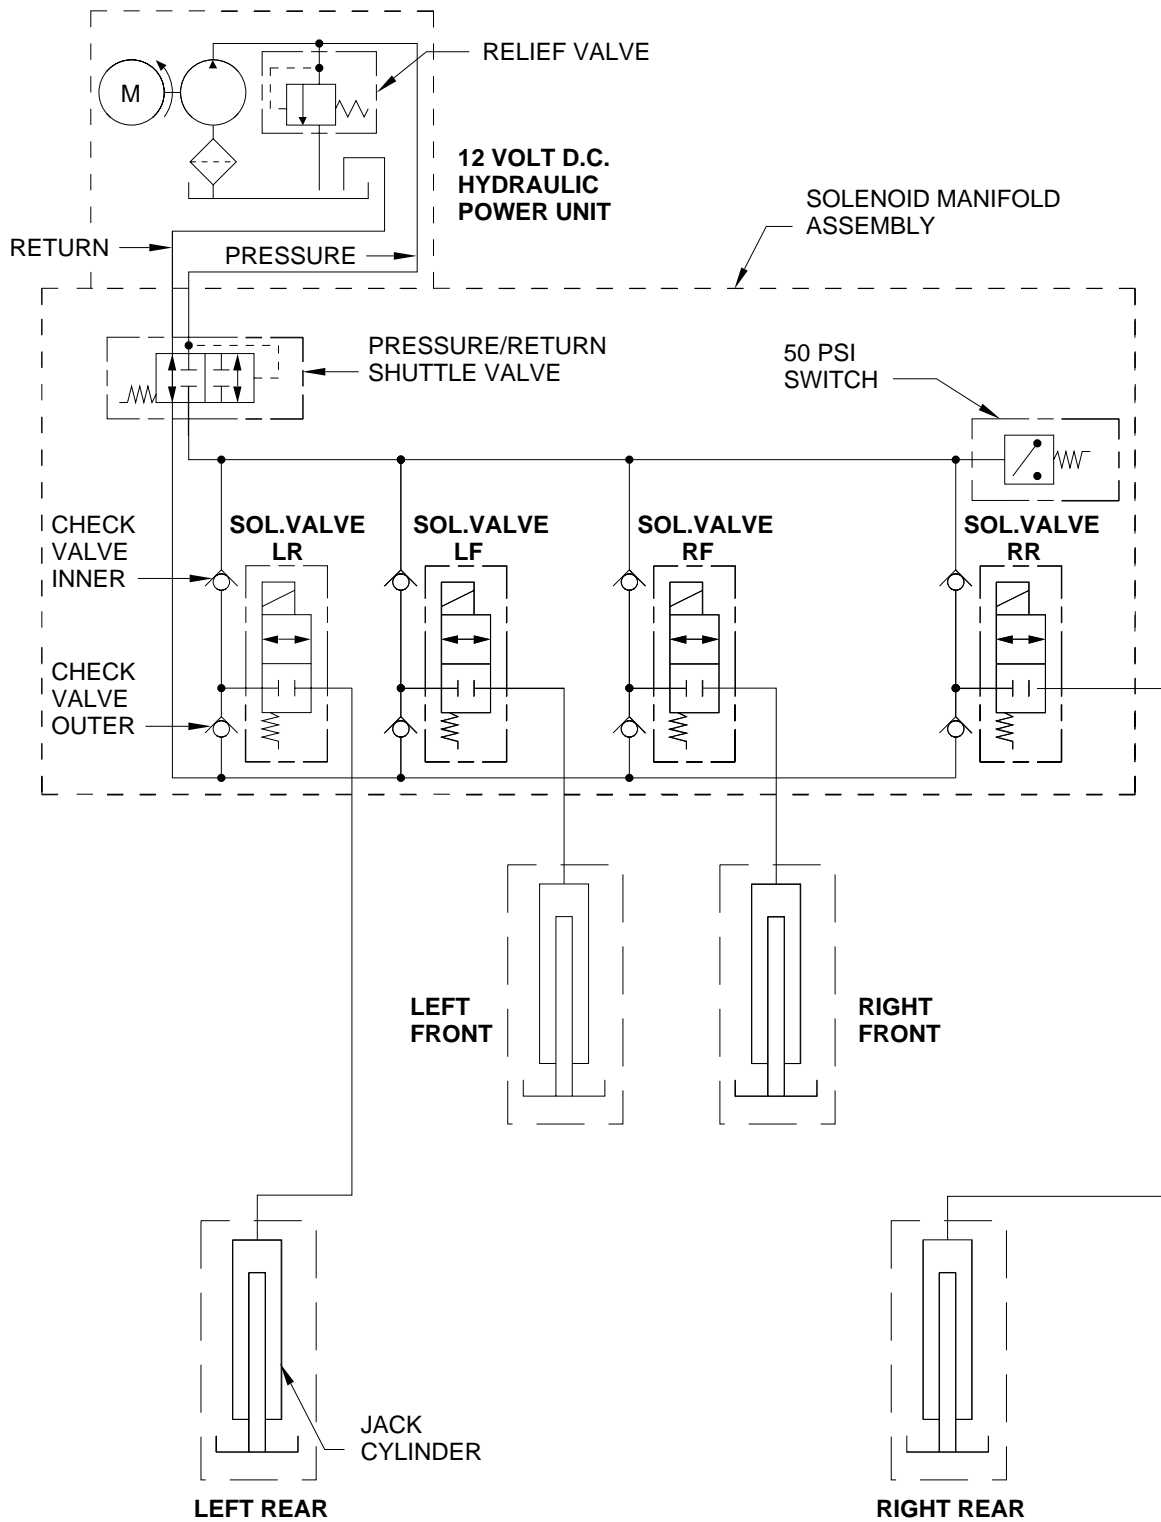 RELIEF VALVE
M
12 VOLT D.C.
HYDRAULIC
POWER UNIT
SOLENOID MANIFOLD
ASSEMBLY
RETURN
PRESSURE
PRESSURE/RETURN
SHUTTLE VALVE
50 PSI
SWITCH
CHECK
VALVE
INNER
SOL.VALVE
LR
SOL.VALVE
LF
SOL.VALVE
RF
SOL.VALVE
RR
CHECK
VALVE
OUTER
LEFT
FRONT
RIGHT
FRONT
JACK
CYLINDER
LEFT REAR
RIGHT REAR